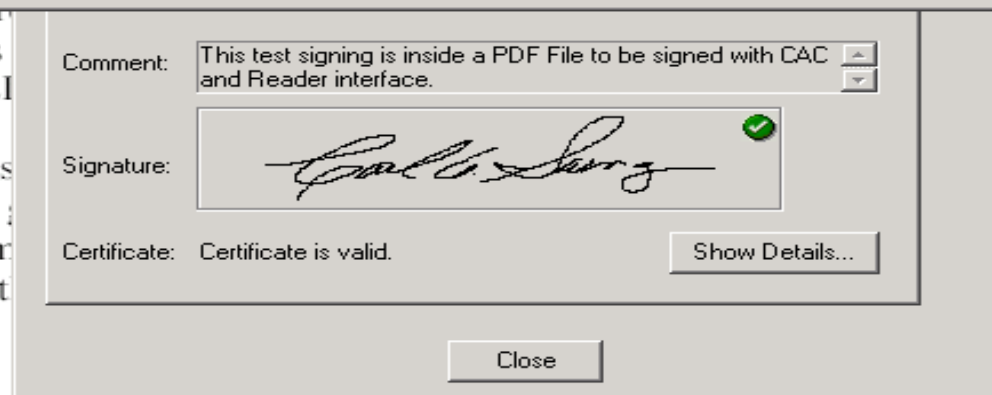 Comment: This test signing is inside a PDF File to be signed with CAC
and Reader interface.
Signature:
Certificate: Certificate is valid. Show Details...
Close